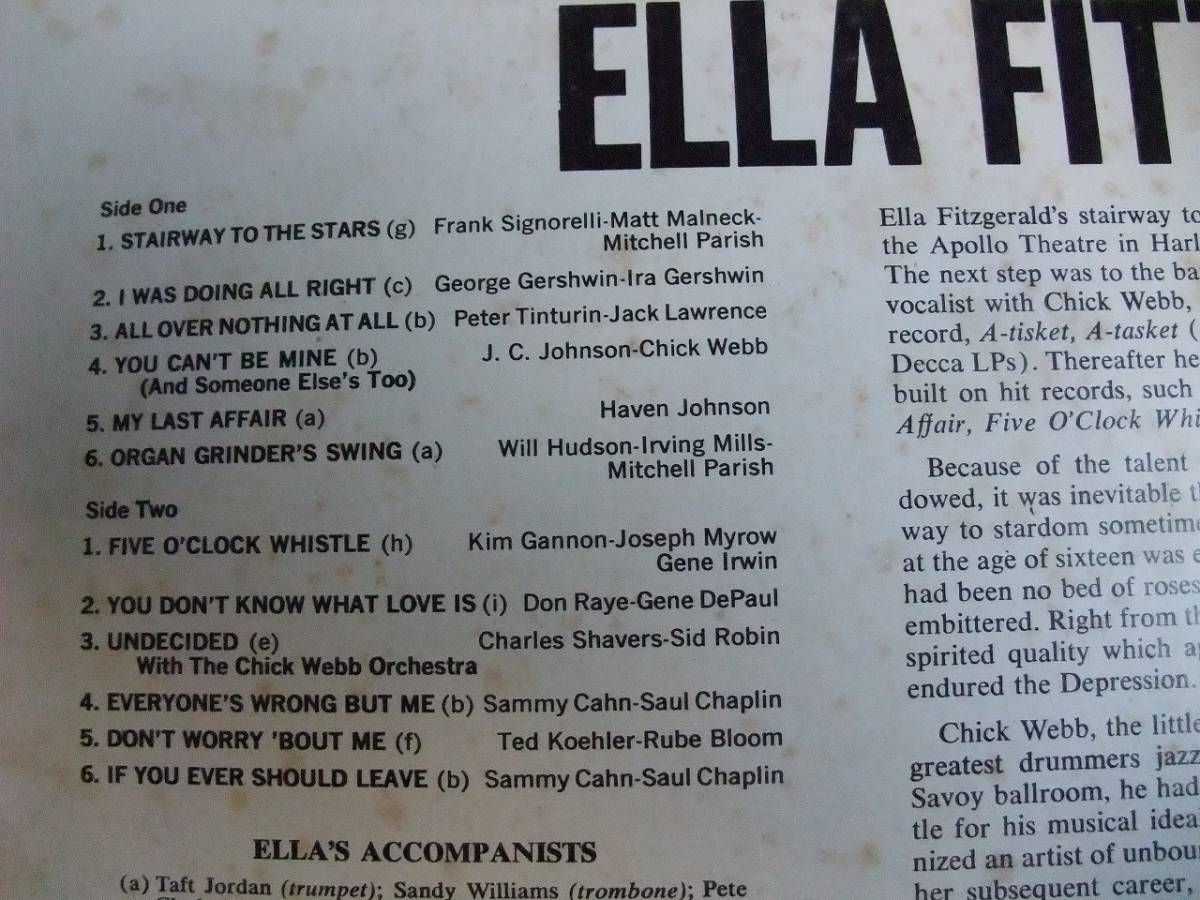 ELLA FIT
Side One
1. STAIRWAY TO THE STARS (g) Frank Signorelli-Matt Malneck-
Mitchell Parish
2. I WAS DOING ALL RIGHT (c) George Gershwin-Ira Gershwin
3. ALL OVER NOTHING AT ALL (b) Peter Tinturin-Jack Lawrence
4. YOU CAN'T BE MINE (b) J. C. Johnson-Chick Webb
(And Someone Else's Too)
5. MY LAST AFFAIR (a) Haven Johnson
6. ORGAN GRINDER'S SWING (a) Will Hudson-Irving Mills-
Mitchell Parish
Side Two
1. FIVE O'CLOCK WHISTLE (h) Kim Gannon-Joseph Myrow
Gene Irwin
2. YOU DON'T KNOW WHAT LOVE IS (i) Don Raye-Gene DePaul
3. UNDECIDED (e) Charles Shavers-Sid Robin
With The Chick Webb Orchestra
4. EVERYONE'S WRONG BUT ME (b) Sammy Cahn-Saul Chaplin
5. DON'T WORRY 'BOUT ME (f) Ted Koehler-Rube Bloom
6. IF YOU EVER SHOULD LEAVE (b) Sammy Cahn-Saul Chaplin
ELLA'S ACCOMPANISTS
(a) Taft Jordan (trumpet); Sandy Williams (trombone); Pete
Ella Fitzgerald's stairway to
the Apollo Theatre in Harl
The next step was to the ba
vocalist with Chick Webb,
record, A-tisket, A-tasket (
Decca LPs). Thereafter he
built on hit records, such
Affair, Five O'Clock Whi
Because of the talent
dowed, it was inevitable t
way to stardom sometim
at the age of sixteen was e
had been no bed of roses
embittered. Right from th
spirited quality which a
endured the Depression.
Chick Webb, the little
greatest drummers jazz
Savoy ballroom, he had
tle for his musical idea
nized an artist of unbou
her subsequent career,